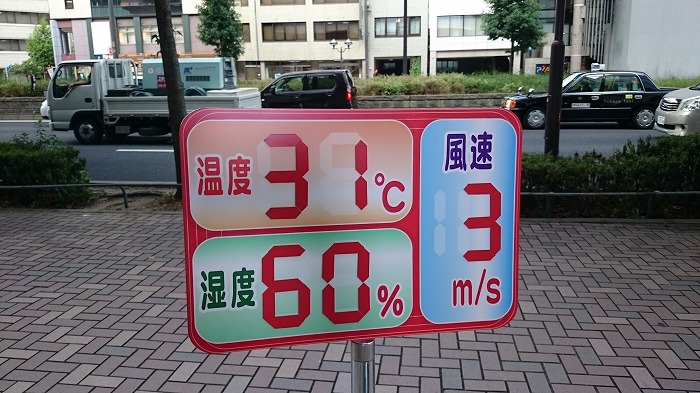 温度 31℃
湿度 60%
風速
3
m/s